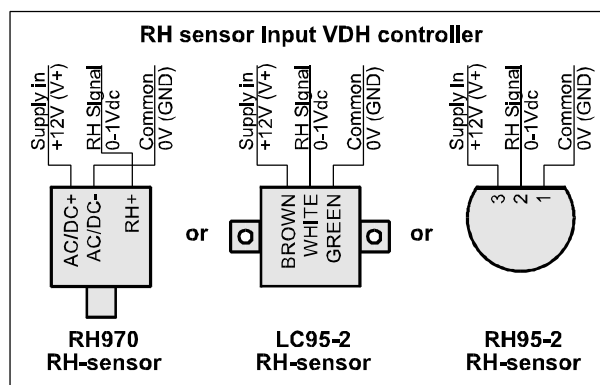 RH sensor Input VDH controller
Supply in
+12V (V+)
RH Signal
0-1Vdc
Common
0V (GND)
AC/DC+
AC/DC-
RH+
RH970
RH-sensor
or
Supply in
+12V (V+)
RH Signal
0-1Vdc
Common
0V (GND)
BROWN
WHITE
GREEN
LC95-2
RH-sensor
or
Supply In
+12V (V+)
RH Signal
0-1Vdc
Common
0V (GND)
3
2
1
RH95-2
RH-sensor